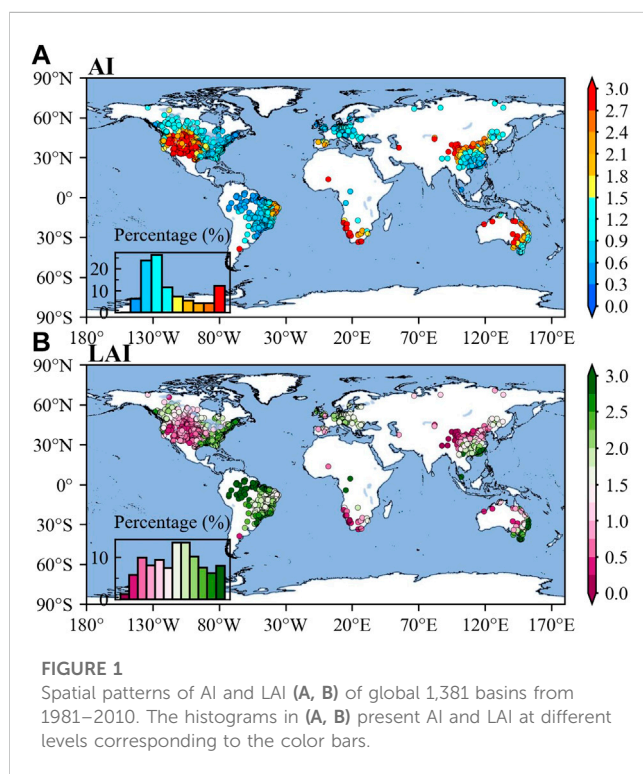 A
AI
90°N
60°N
30°N
0°
30°S
60°S
90°S
Percentage (%)
20
10
0
180° 130°W 80°W 30°W 20°E 70°E 120°E 170°E
3.0
2.7
2.4
2.1
1.8
1.5
1.2
0.9
0.6
0.3
0.0
B
LAI
90°N
60°N
30°N
0°
30°S
60°S
90°S
Percentage (%)
10
0
180° 130°W 80°W 30°W 20°E 70°E 120°E 170°E
3.0
2.5
2.0
1.5
1.0
0.5
0.0
FIGURE 1
Spatial patterns of AI and LAI (A, B) of global 1,381 basins from
1981–2010. The histograms in (A, B) present AI and LAI at different
levels corresponding to the color bars.